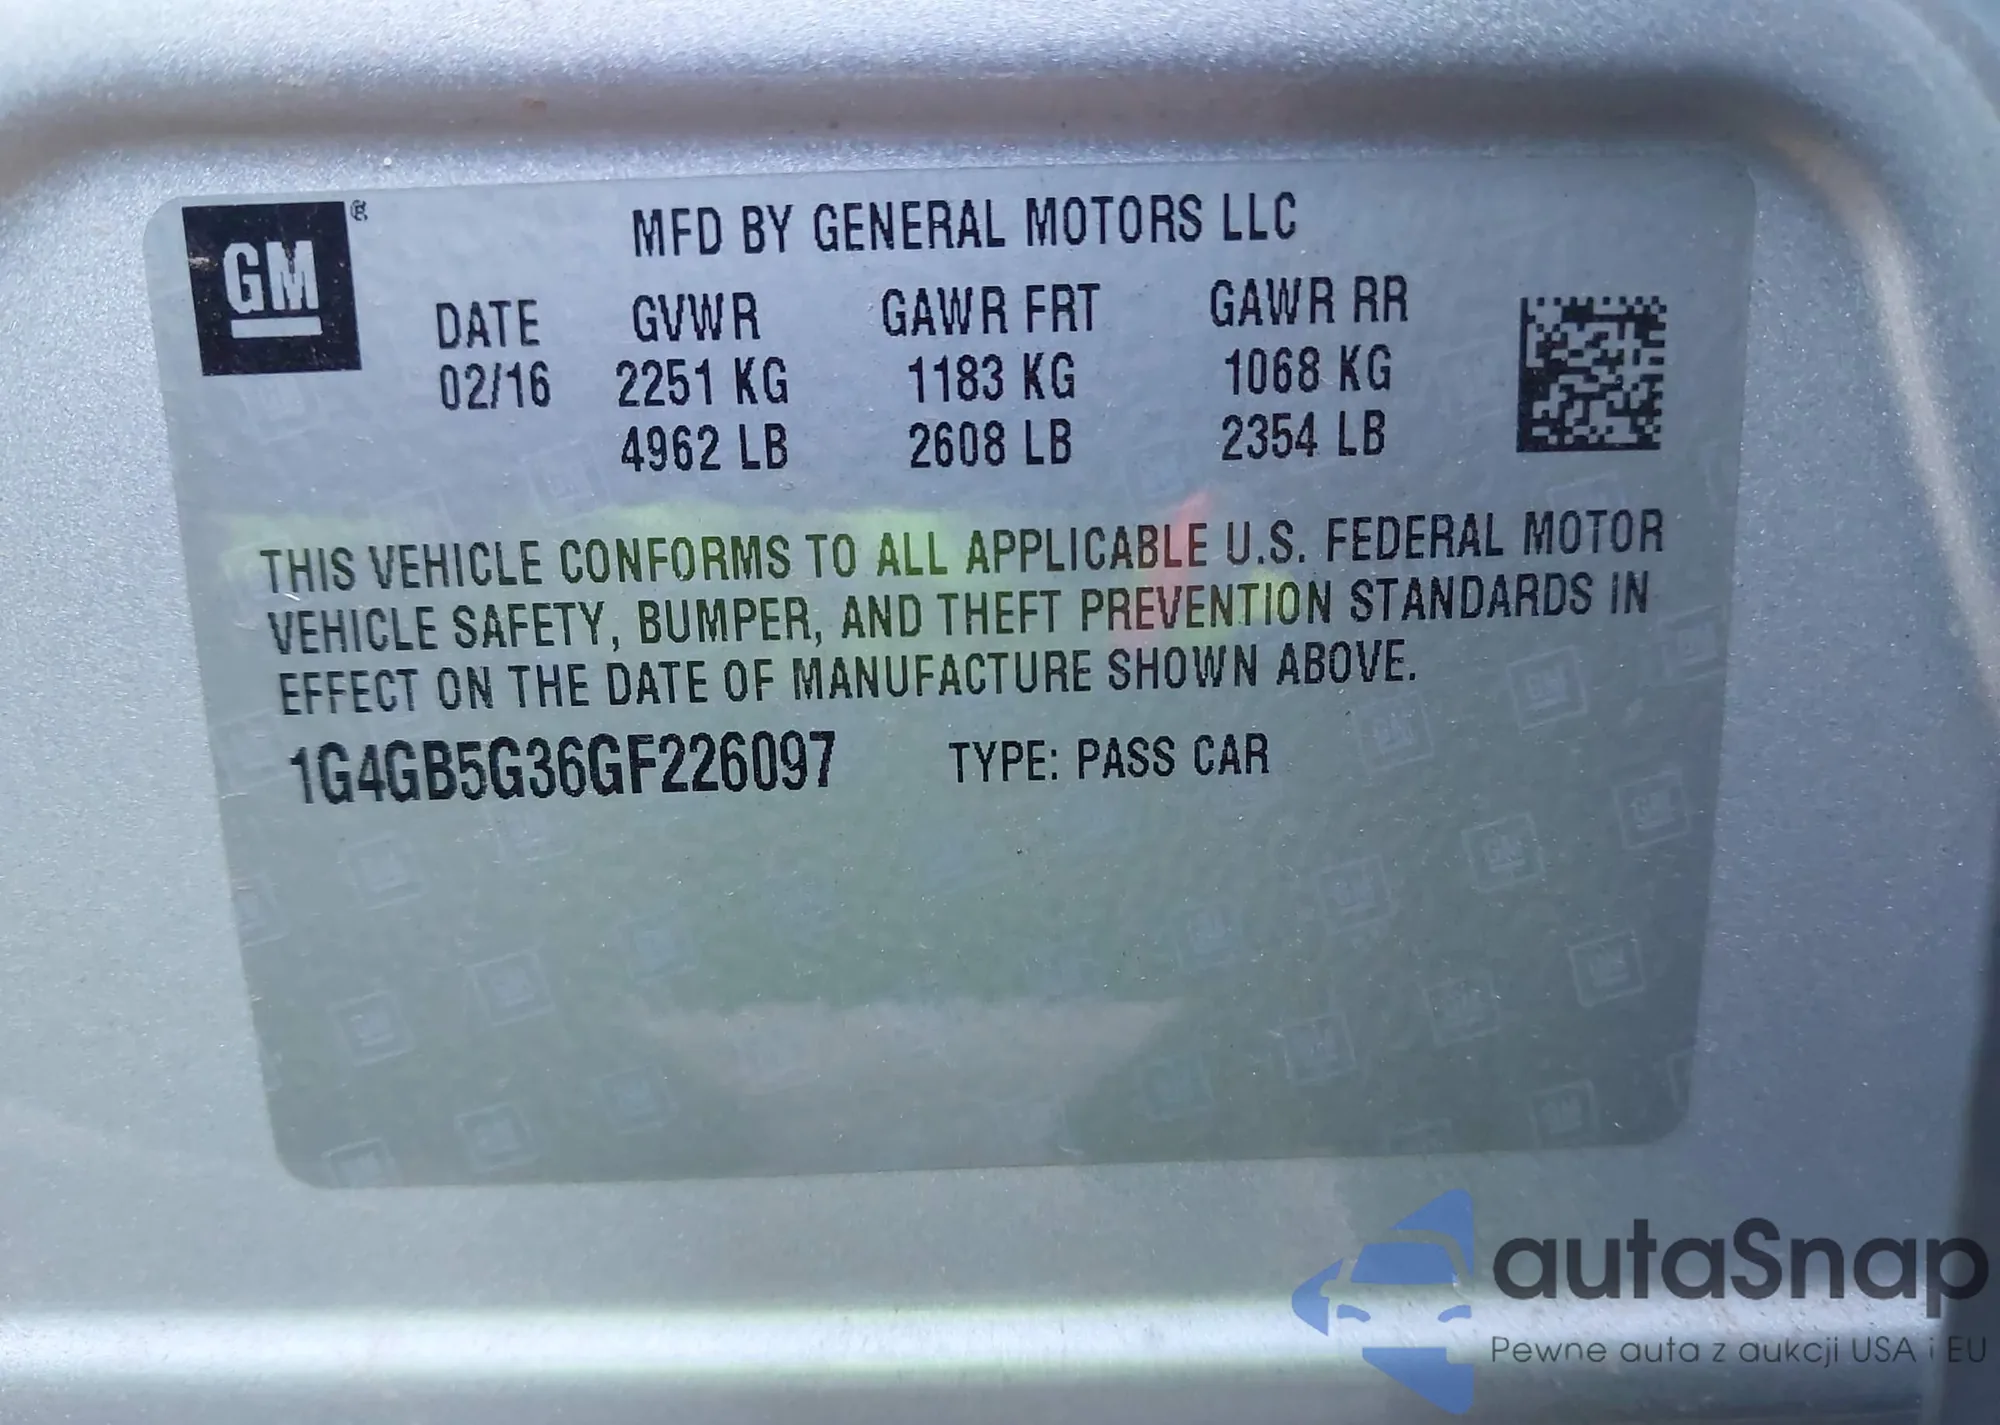 GM ®
MFD BY GENERAL MOTORS LLC
DATE GVWR GAWR FRT GAWR RR
02/16 2251 KG 1183 KG 1068 KG
4962 LB 2608 LB 2354 LB
THIS VEHICLE CONFORMS TO ALL APPLICABLE U.S. FEDERAL MOTOR
VEHICLE SAFETY, BUMPER, AND THEFT PREVENTION STANDARDS IN
EFFECT ON THE DATE OF MANUFACTURE SHOWN ABOVE.
1G4GB5G36GF226097 TYPE: PASS CAR
autaSnap
Pewne auta z aukcji USA i EU